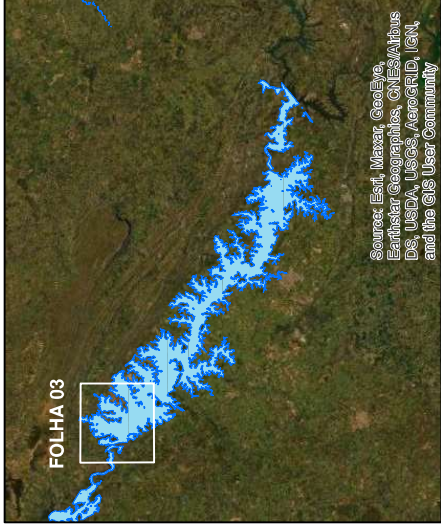 FOLHA 03
Source: Esri, Maxar, GeoEye,
Earthstar Geographics, CNES/Airbus
DS, USDA, USGS, AeroGRID, IGN,
and the GIS User Community